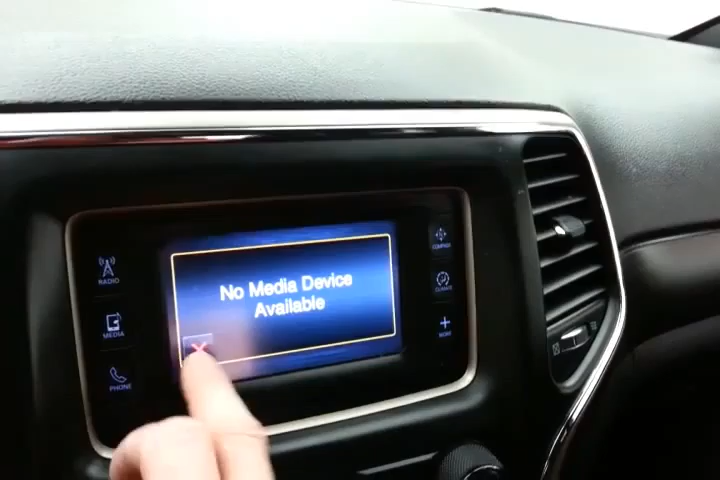 No Media Device
Available
RADIO
MEDIA
PHONE
COMPASS
CLIMATE
MORE
X